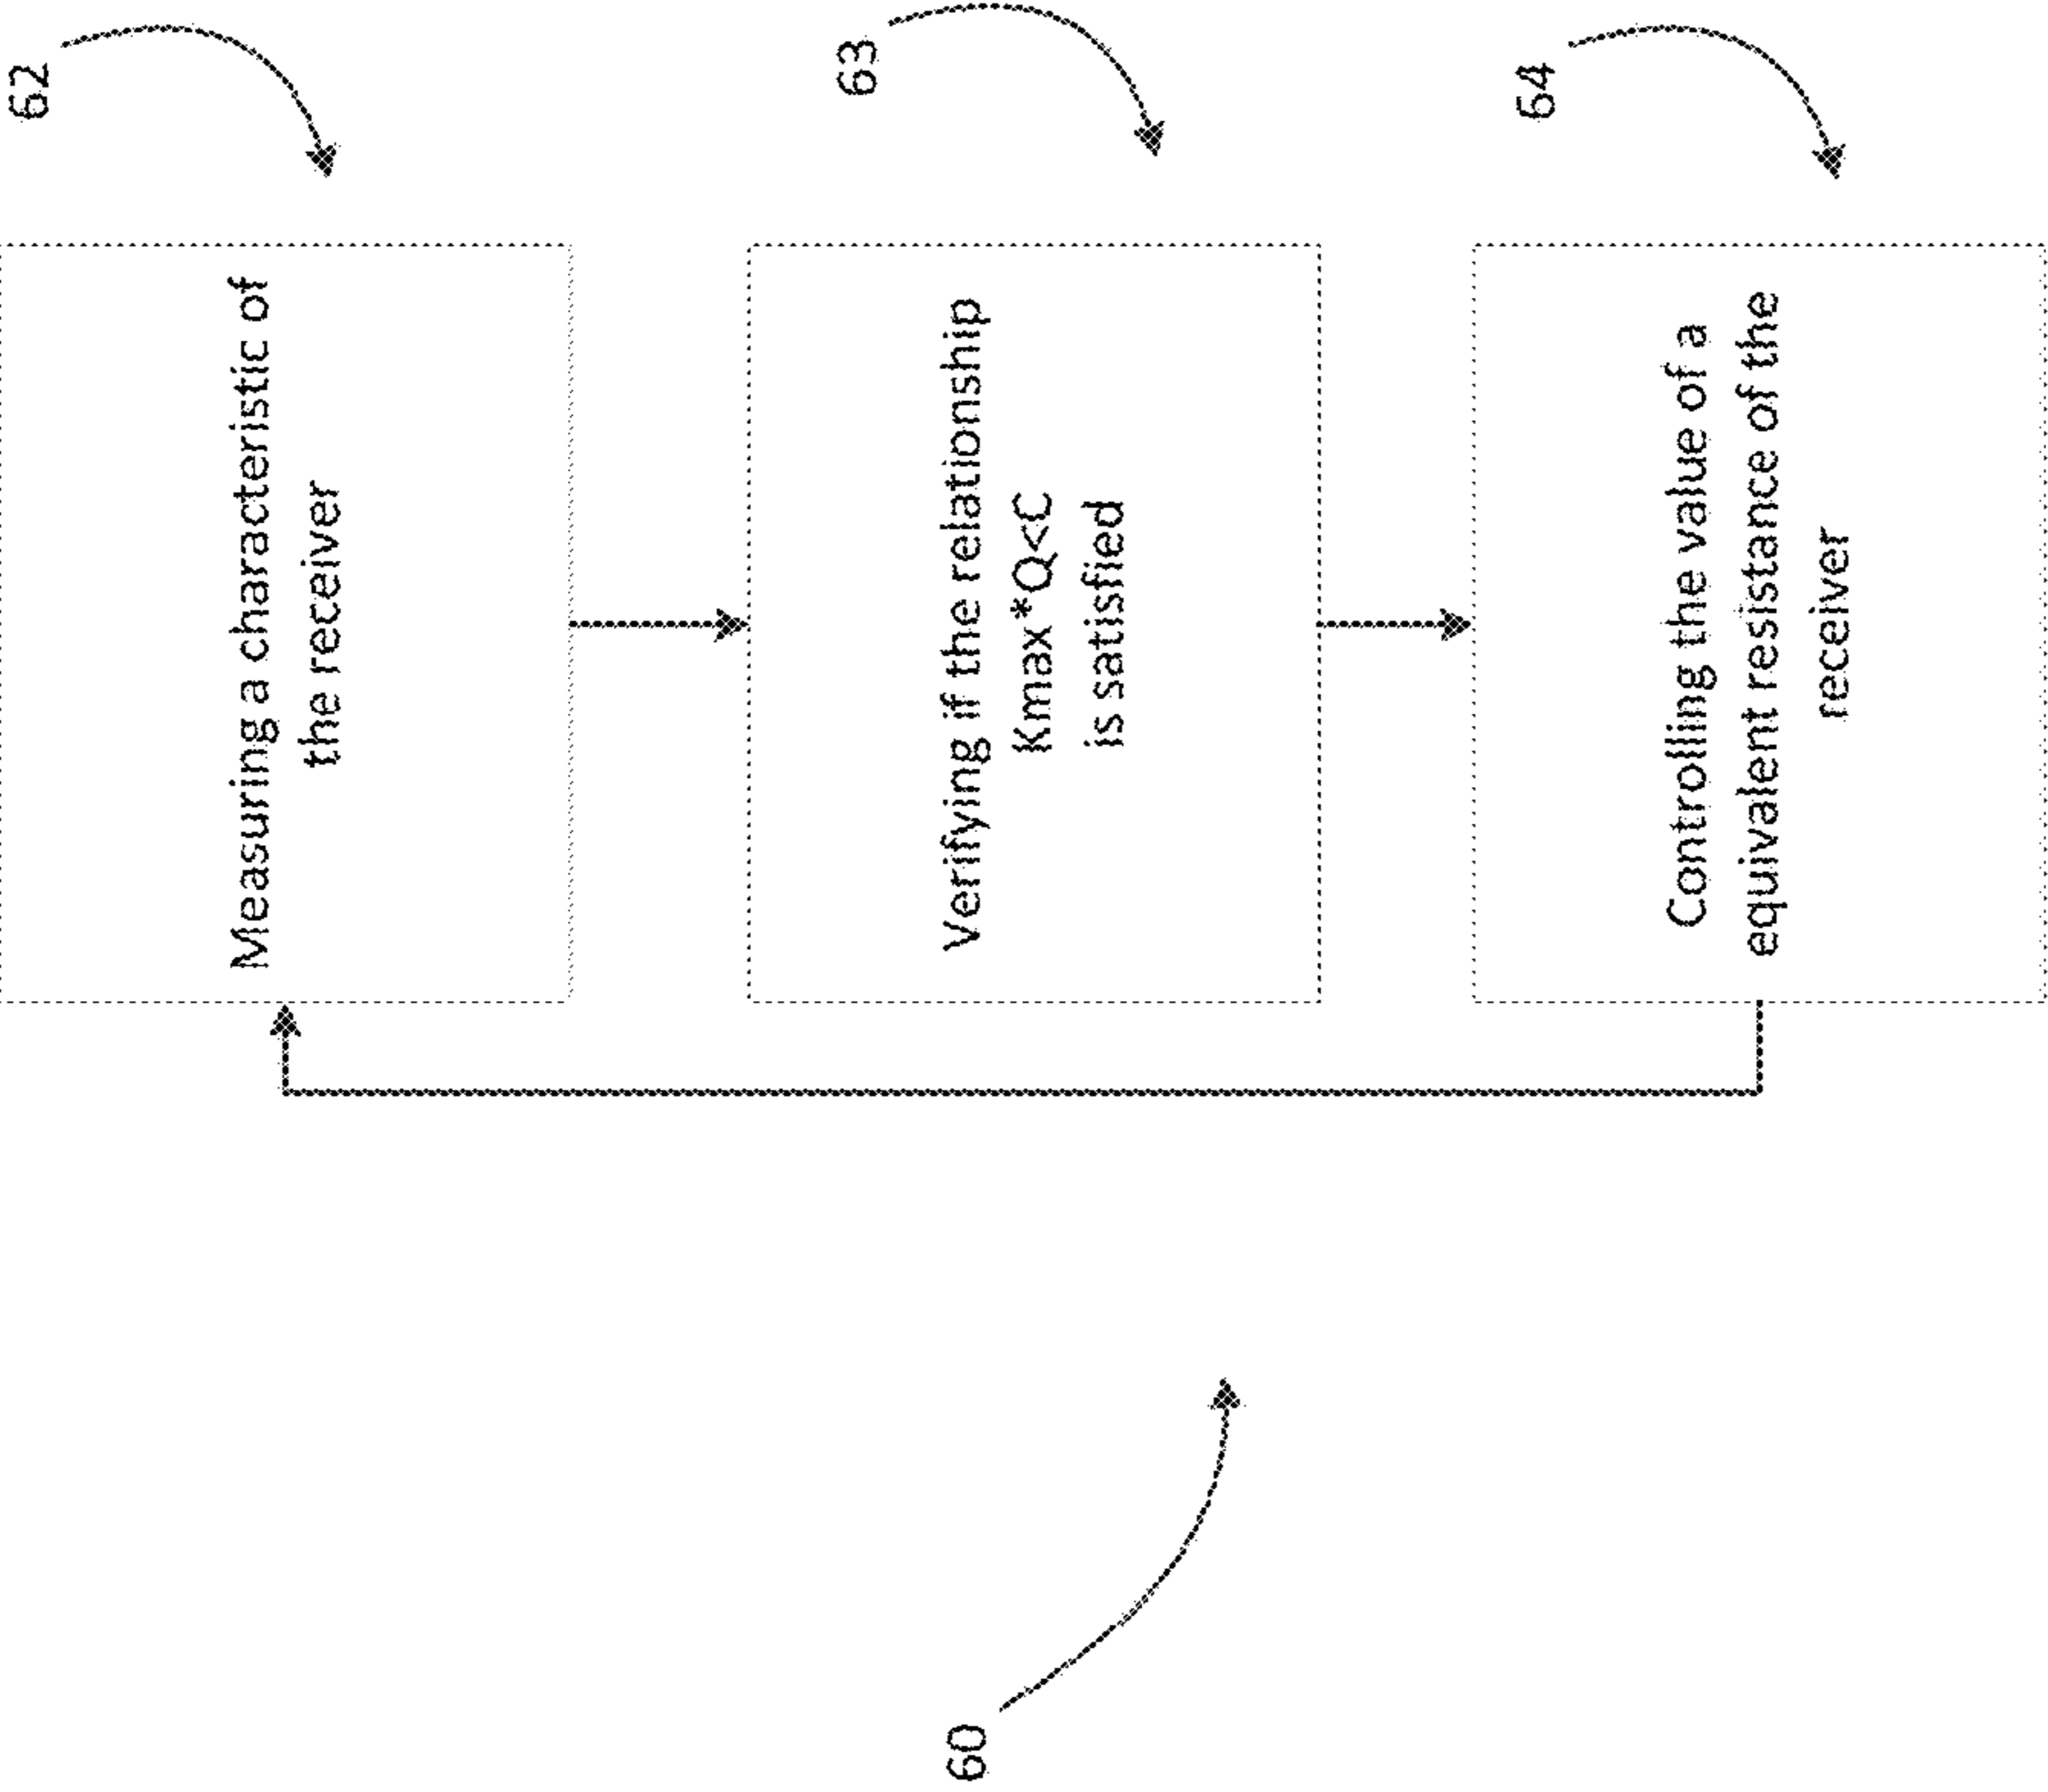 62
Measuring a characteristic of
the receiver
63
Verifying if the relationship
Kmax*Q<C
is satisfied
64
Controlling the value of a
equivalent resistance of the
receiver
60